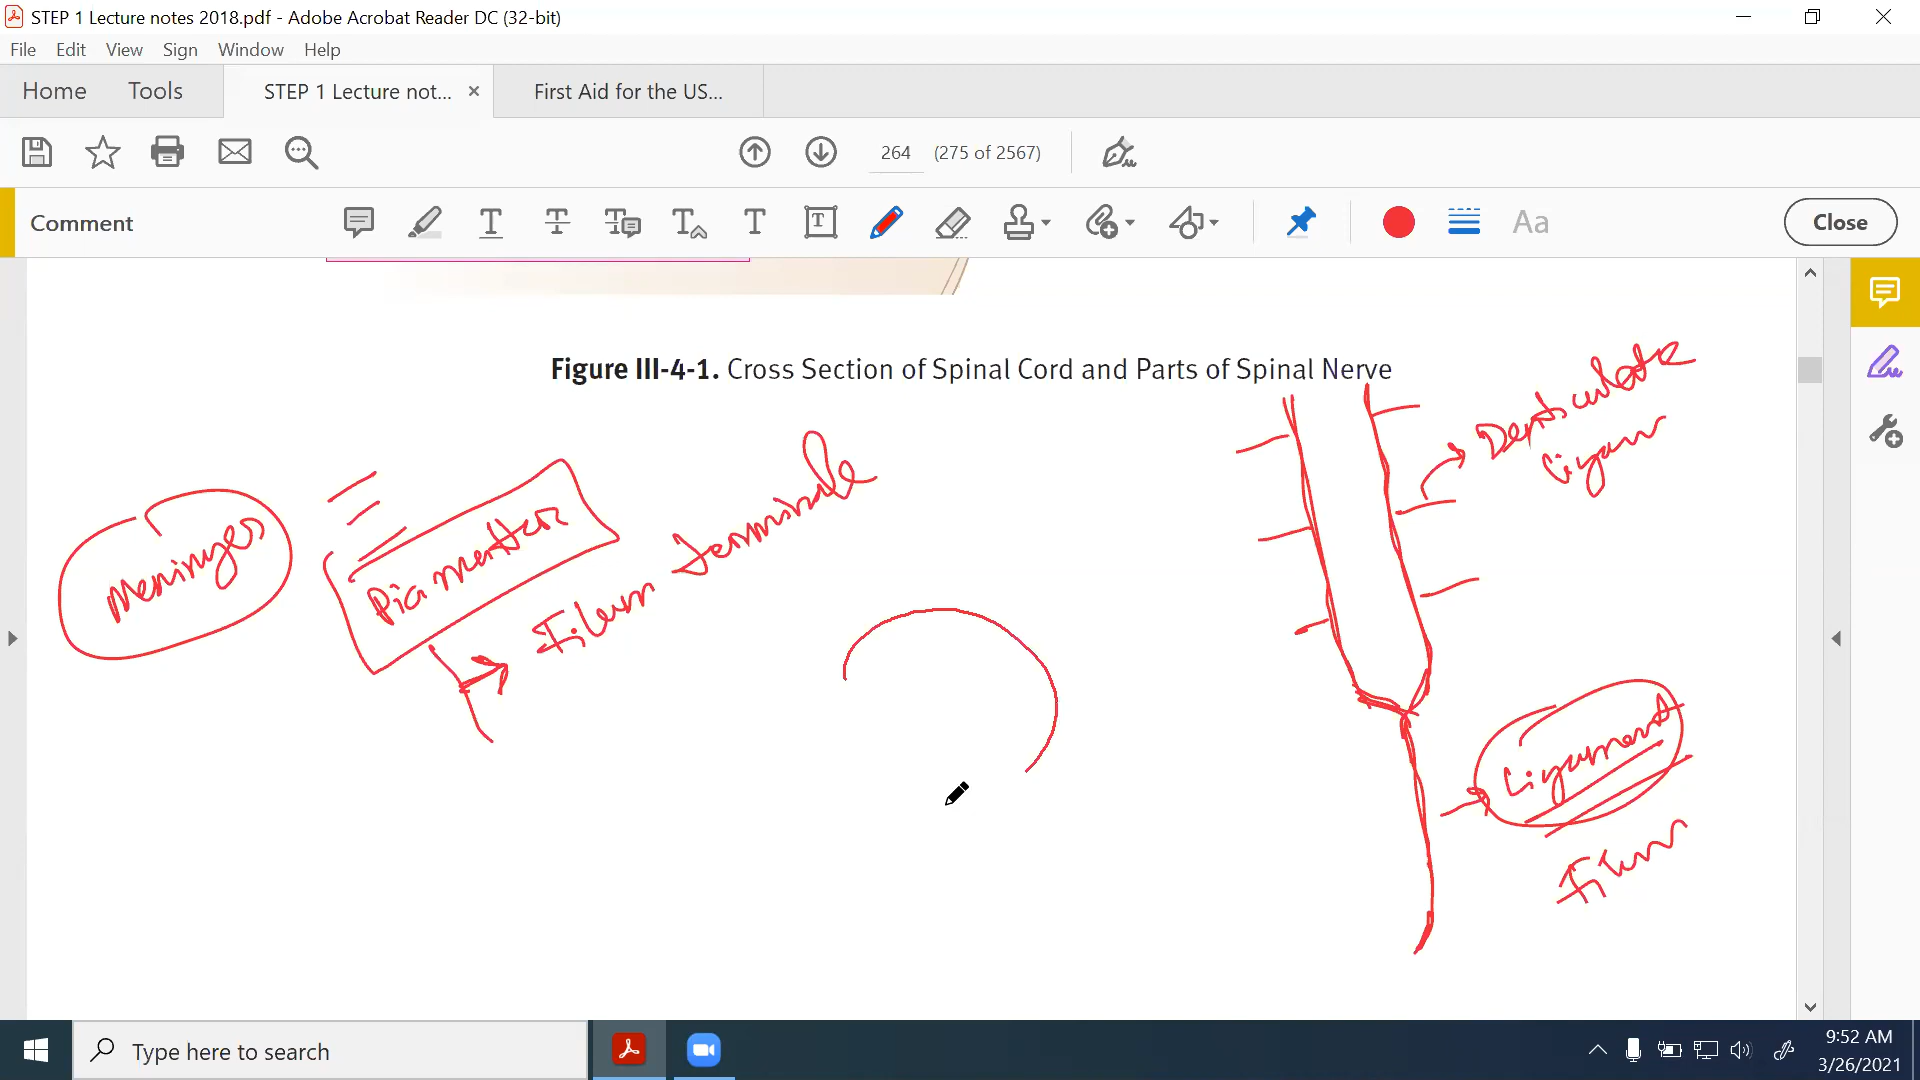 STEP 1 Lecture notes 2018.pdf - Adobe Acrobat Reader DC (32-bit)
File Edit View Sign Window Help
Home Tools STEP 1 Lecture not... × First Aid for the US...
264 (275 of 2567)
Comment T T T T T T Aa Close
Figure III-4-1. Cross Section of Spinal Cord and Parts of Spinal Nerve
Denticulate
Ligam
Meninges
Pia matter
Filum Terminale
Ligament
Filum
Type here to search
9:52 AM
3/26/2021